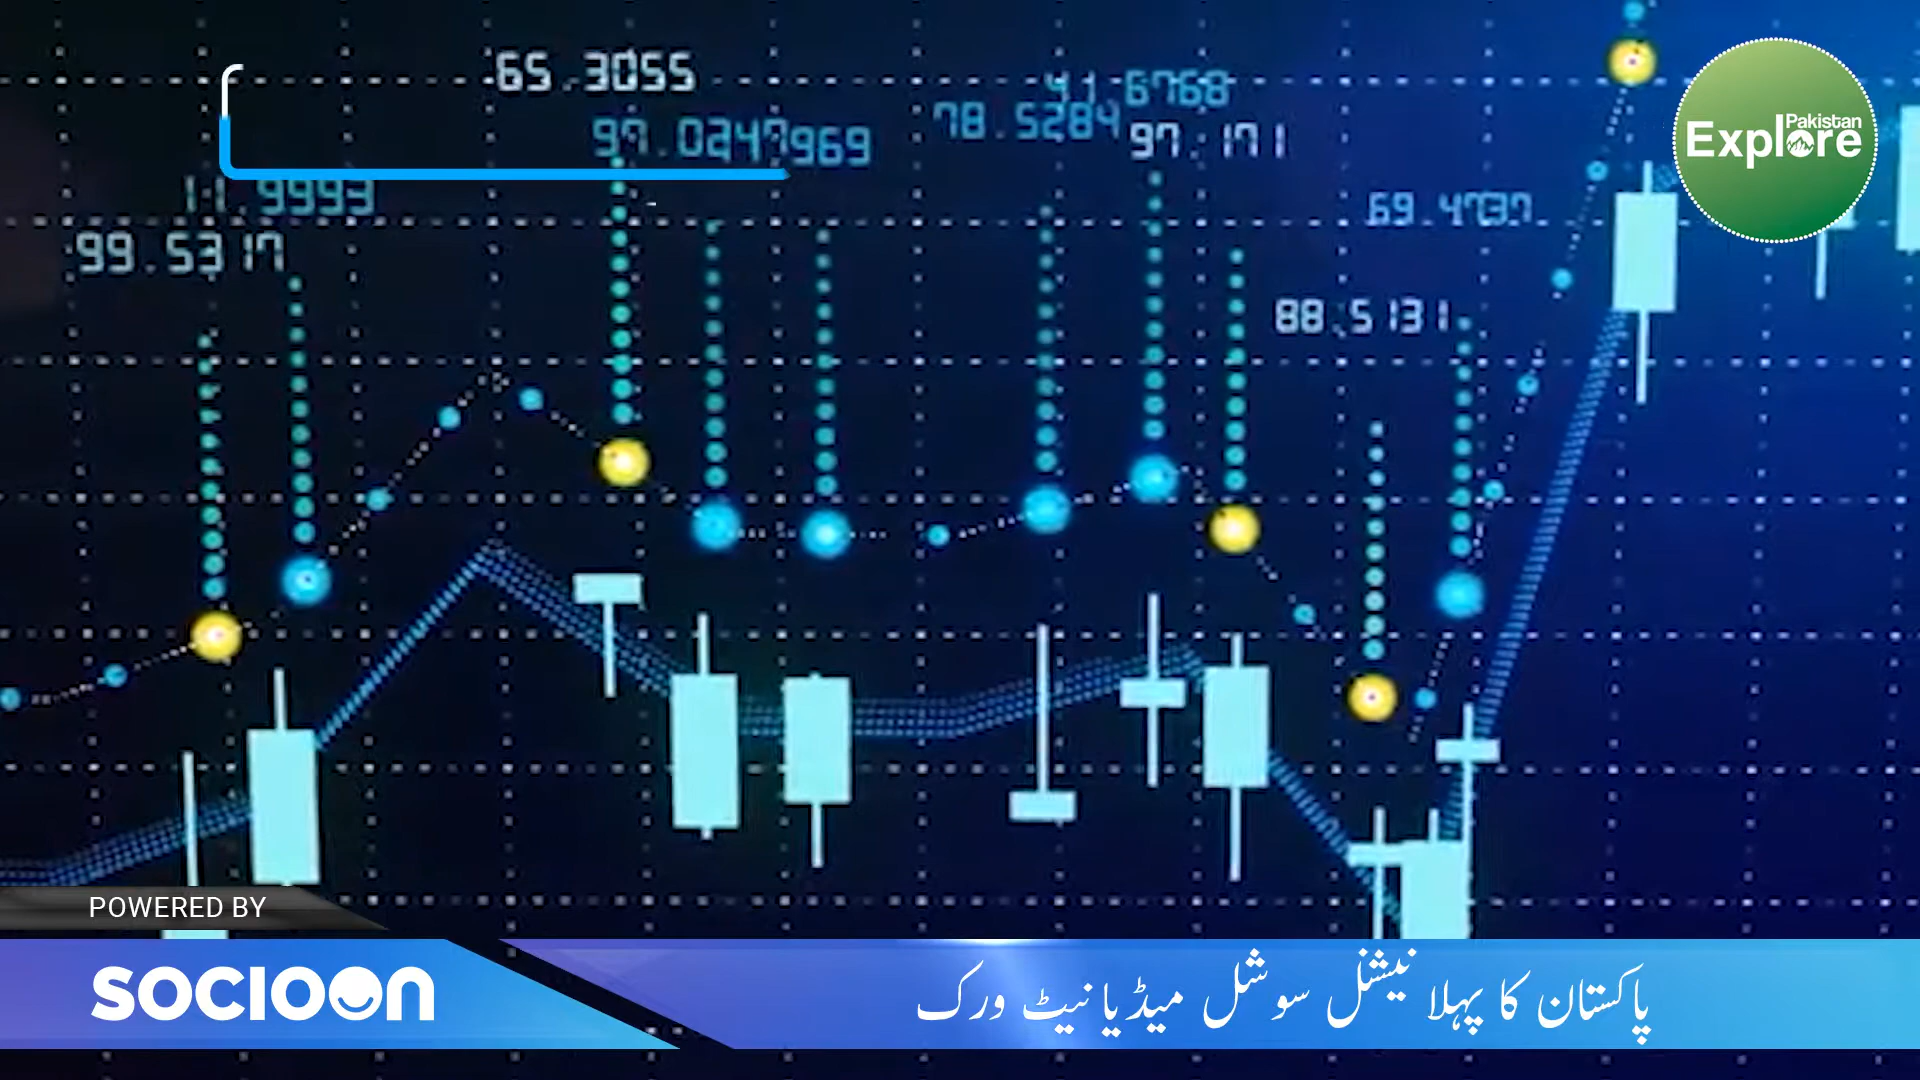 65.3055
41.6768
97.0247969
78.5284
97.171
11.9993
69.4737
99.5317
88.5131
Pakistan
Explore
POWERED BY
SOCIOON
پاکستان کا پہلا نیشنل سوشل میڈیا نیٹ ورک